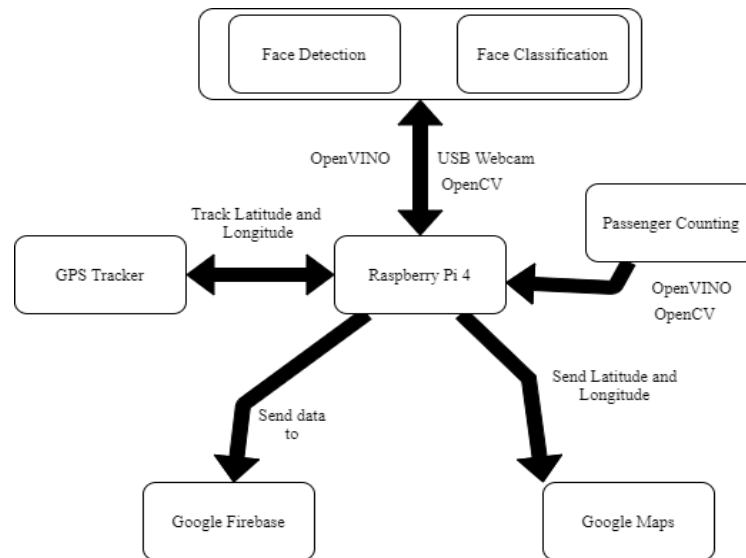 Face Detection
Face Classification
OpenVINO
USB Webcam
OpenCV
Track Latitude and
Longitude
Passenger Counting
GPS Tracker
Raspberry Pi 4
OpenVINO
OpenCV
Send Latitude and
Longitude
Send data
to
Google Firebase
Google Maps